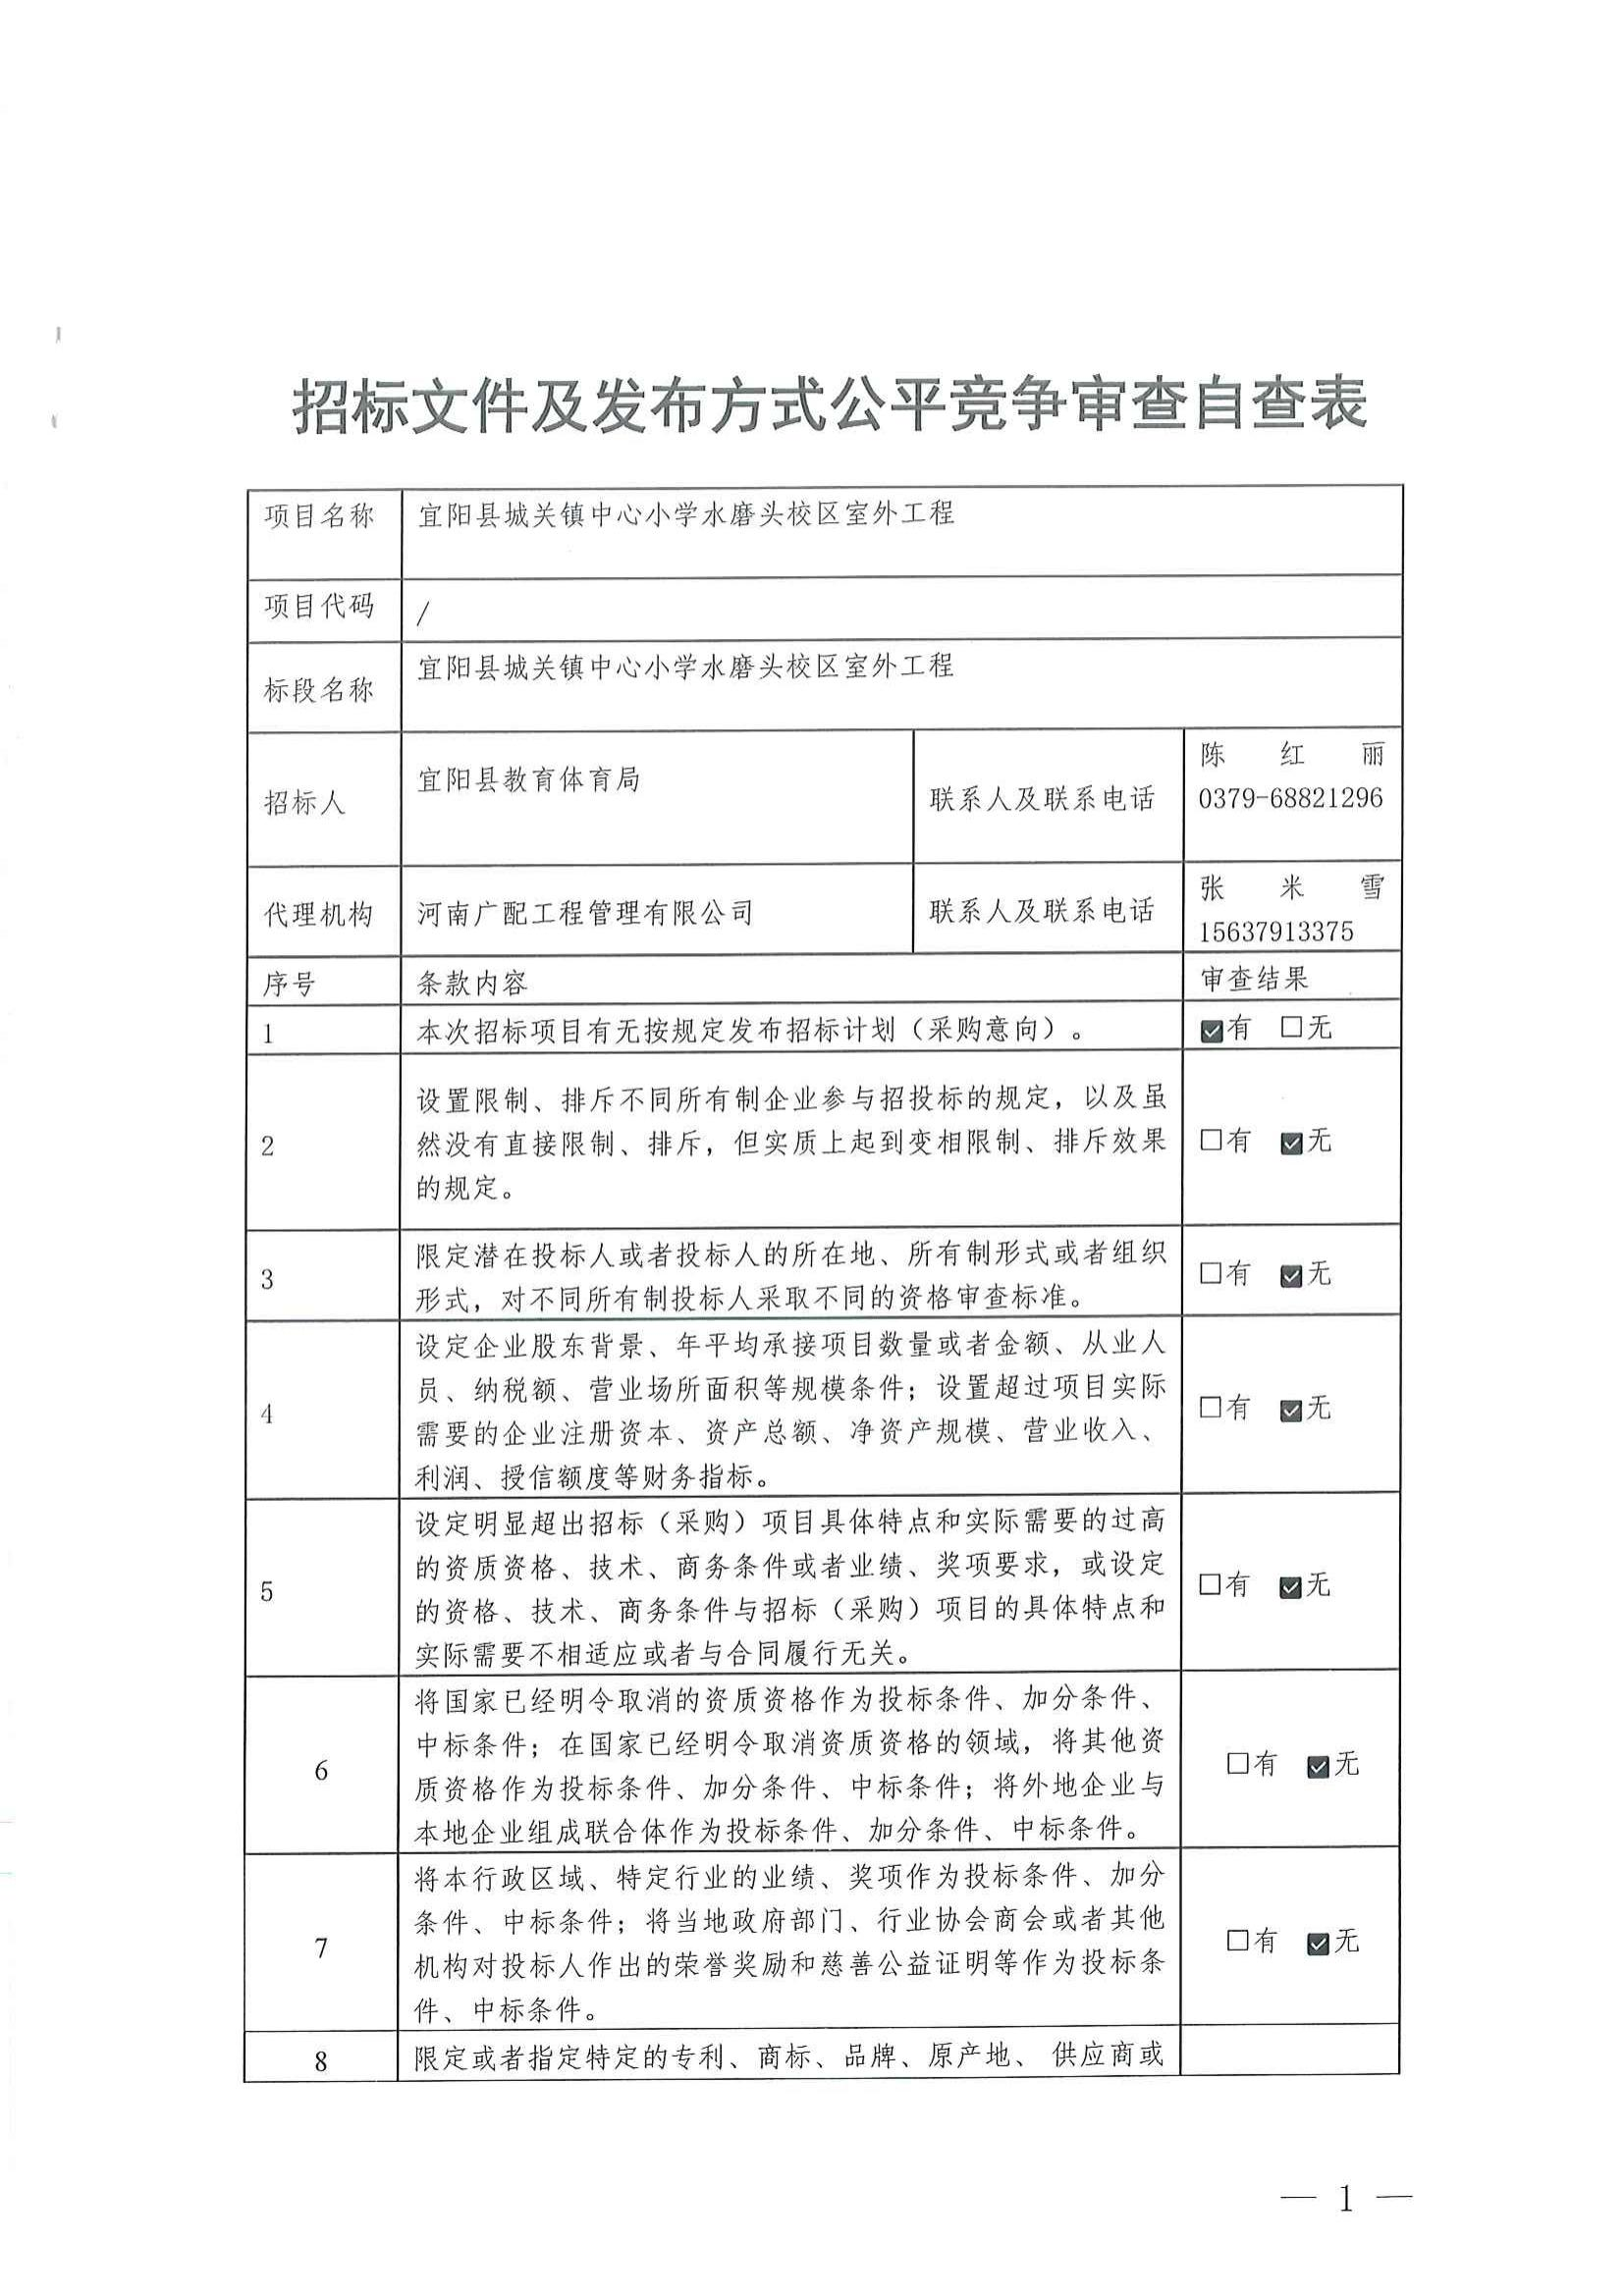 招标文件及发布方式公平竞争审查自查表
项目名称 宜阳县城关镇中心小学水磨头校区室外工程
项目代码 /
标段名称 宜阳县城关镇中心小学水磨头校区室外工程
招标人 宜阳县教育体育局 联系人及联系电话 陈红丽
0379-68821296
代理机构 河南广配工程管理有限公司 联系人及联系电话 张米雪
15637913375
序号 条款内容 审查结果
1 本次招标项目有无按规定发布招标计划（采购意向）。 ☑有 □无
2 设置限制、排斥不同所有制企业参与招投标的规定，以及虽
然没有直接限制、排斥，但实质上起到变相限制、排斥效果 □有 ☑无
的规定。
3 限定潜在投标人或者投标人的所在地、所有制形式或者组织
形式，对不同所有制投标人采取不同的资格审查标准。 □有 ☑无
4 设定企业股东背景、年平均承接项目数量或者金额、从业人
员、纳税额、营业场所面积等规模条件；设置超过项目实际 □有 ☑无
需要的企业注册资本、资产总额、净资产规模、营业收入、
利润、授信额度等财务指标。
5 设定明显超出招标（采购）项目具体特点和实际需要的过高
的资质资格、技术、商务条件或者业绩、奖项要求，或设定 □有 ☑无
的资格、技术、商务条件与招标（采购）项目的具体特点和
实际需要不相适应或者与合同履行无关。
6 将国家已经明令取消的资质资格作为投标条件、加分条件、
中标条件；在国家已经明令取消资质资格的领域，将其他资 □有 ☑无
质资格作为投标条件、加分条件、中标条件；将外地企业与
本地企业组成联合体作为投标条件、加分条件、中标条件。
7 将本行政区域、特定行业的业绩、奖项作为投标条件、加分
条件、中标条件；将当地政府部门、行业协会商会或者其他 □有 ☑无
机构对投标人作出的荣誉奖励和慈善公益证明等作为投标条
件、中标条件。
8 限定或者指定特定的专利、商标、品牌、原产地、供应商或
— 1 —